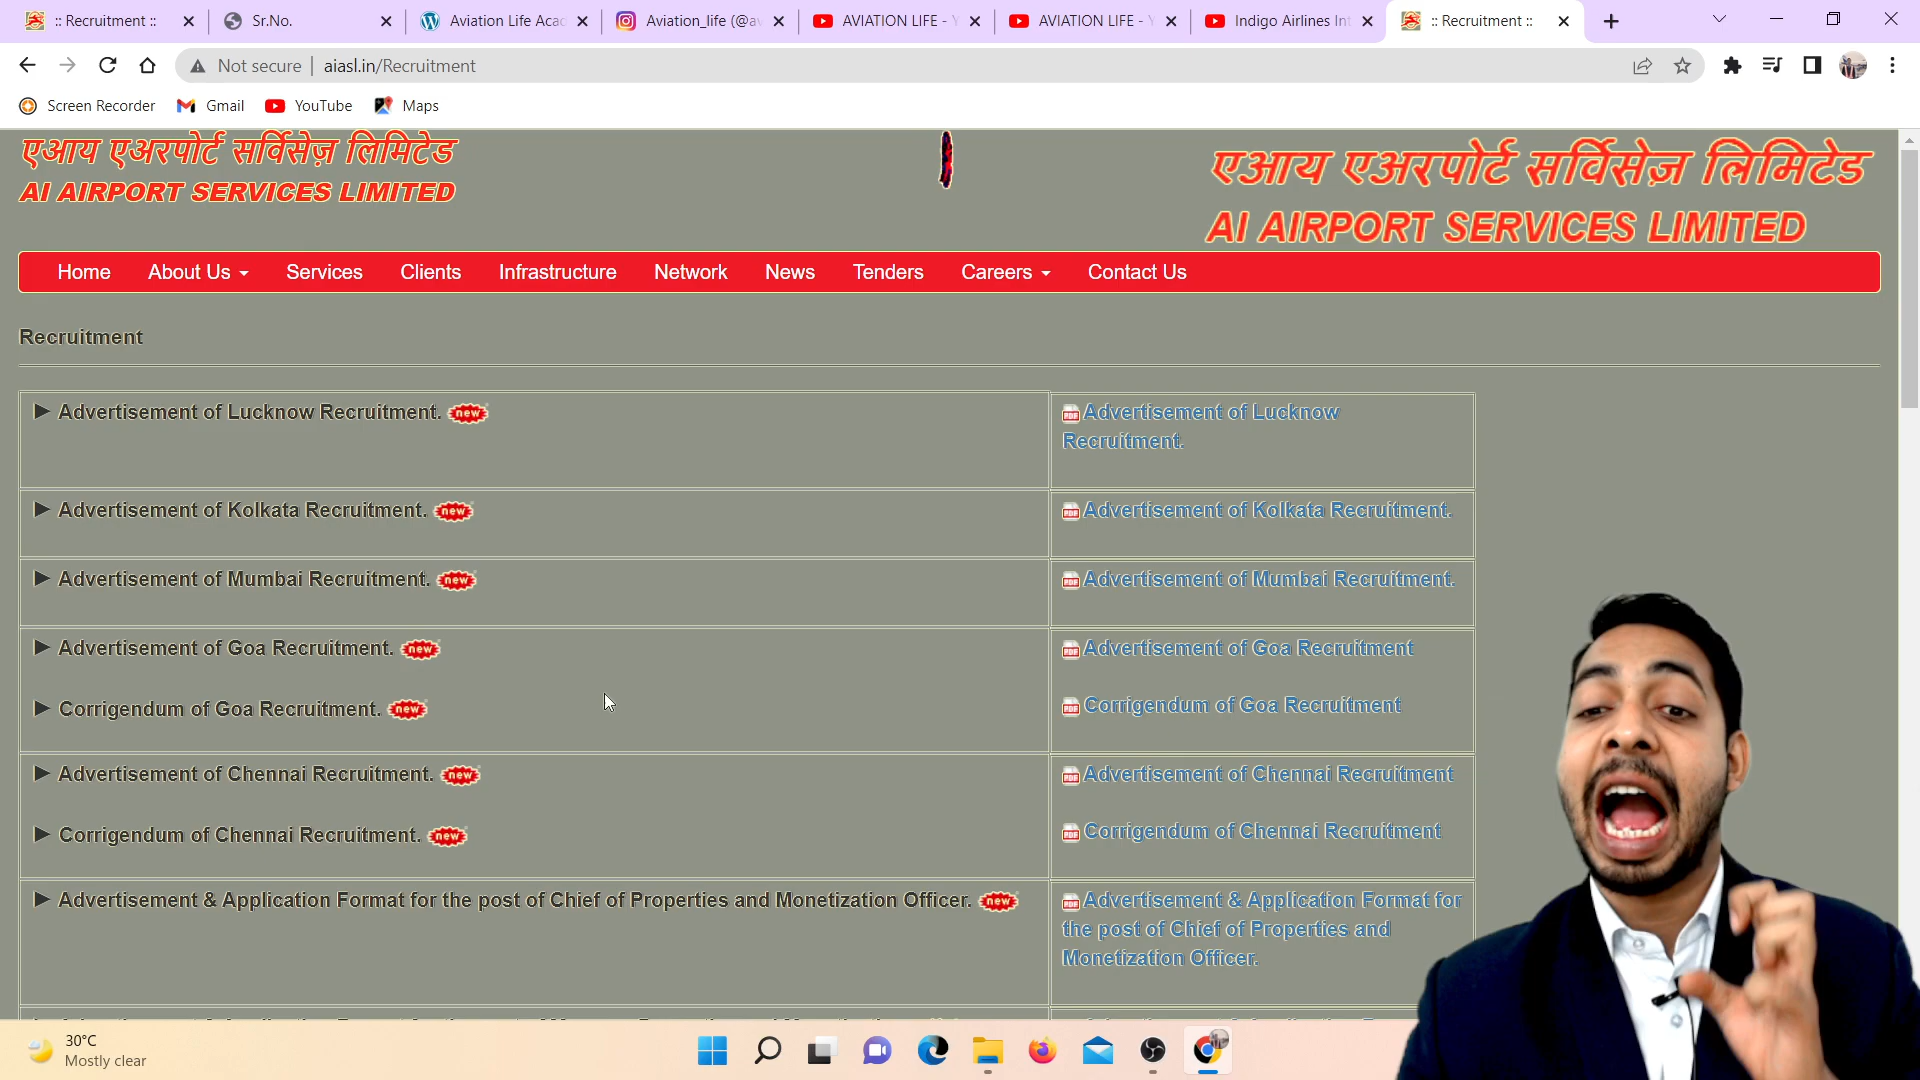 :: Recruitment ::
Sr.No.
Aviation Life Aca
Aviation_life (@av
AVIATION LIFE - Y
AVIATION LIFE - Y
Indigo Airlines Int
:: Recruitment ::
Not secure | aiasl.in/Recruitment
Screen Recorder
Gmail
YouTube
Maps
एआय एअरपोर्ट सर्विसेज़ लिमिटेड
AI AIRPORT SERVICES LIMITED
एआय एअरपोर्ट सर्विसेज़ लिमिटेड
AI AIRPORT SERVICES LIMITED
Home About Us Services Clients Infrastructure Network News Tenders Careers Contact Us
Recruitment
Advertisement of Lucknow Recruitment. new
Advertisement of Lucknow
Recruitment.
Advertisement of Kolkata Recruitment. new
Advertisement of Kolkata Recruitment.
Advertisement of Mumbai Recruitment. new
Advertisement of Mumbai Recruitment.
Advertisement of Goa Recruitment. new
Advertisement of Goa Recruitment
Corrigendum of Goa Recruitment. new
Corrigendum of Goa Recruitment
Advertisement of Chennai Recruitment. new
Advertisement of Chennai Recruitment
Corrigendum of Chennai Recruitment. new
Corrigendum of Chennai Recruitment
Advertisement & Application Format for the post of Chief of Properties and Monetization Officer. new
Advertisement & Application Format for
the post of Chief of Properties and
Monetization Officer.
30°C
Mostly clear